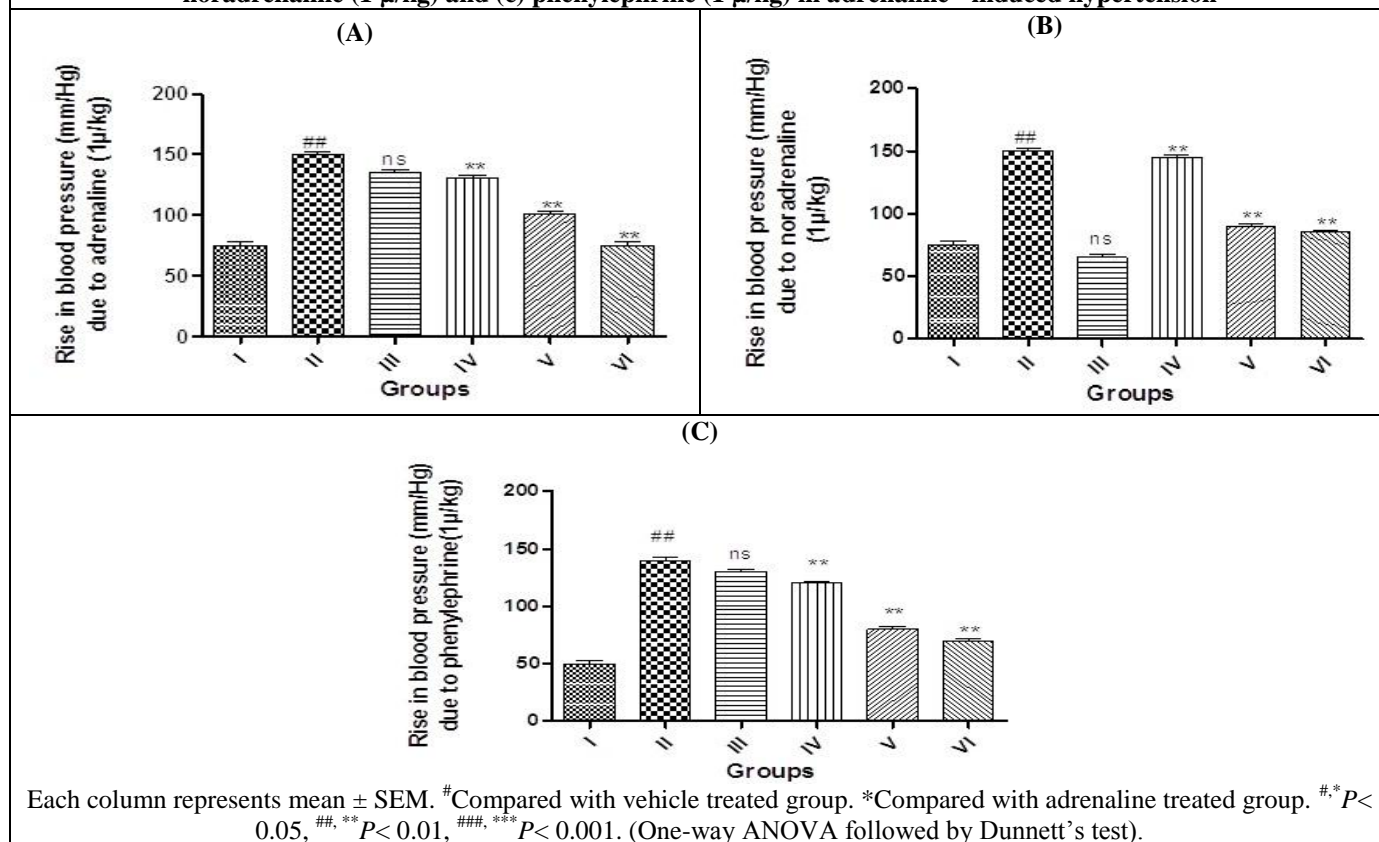 noradrenaline (1 µ/kg) and (c) phenylephrine (1 µ/kg) in adrenaline - induced hypertension
(A)
Rise in blood pressure (mm/Hg)
due to adrenaline (1µ/kg)
200
150
100
50
0
##
ns
**
**
**
I
II
III
IV
V
VI
Groups
(B)
Rise in blood pressure (mm/Hg)
due to noradrenaline
(1µ/kg)
200
150
100
50
0
##
ns
**
**
**
I
II
III
IV
V
VI
Groups
(C)
Rise in blood pressure (mm/Hg)
due to phenylephrine(1µ/kg)
200
150
100
50
0
##
ns
**
**
**
I
II
III
IV
V
VI
Groups
Each column represents mean ± SEM. #Compared with vehicle treated group. *Compared with adrenaline treated group. #,*P<
0.05, ##, **P< 0.01, ###, ***P< 0.001. (One-way ANOVA followed by Dunnett’s test).